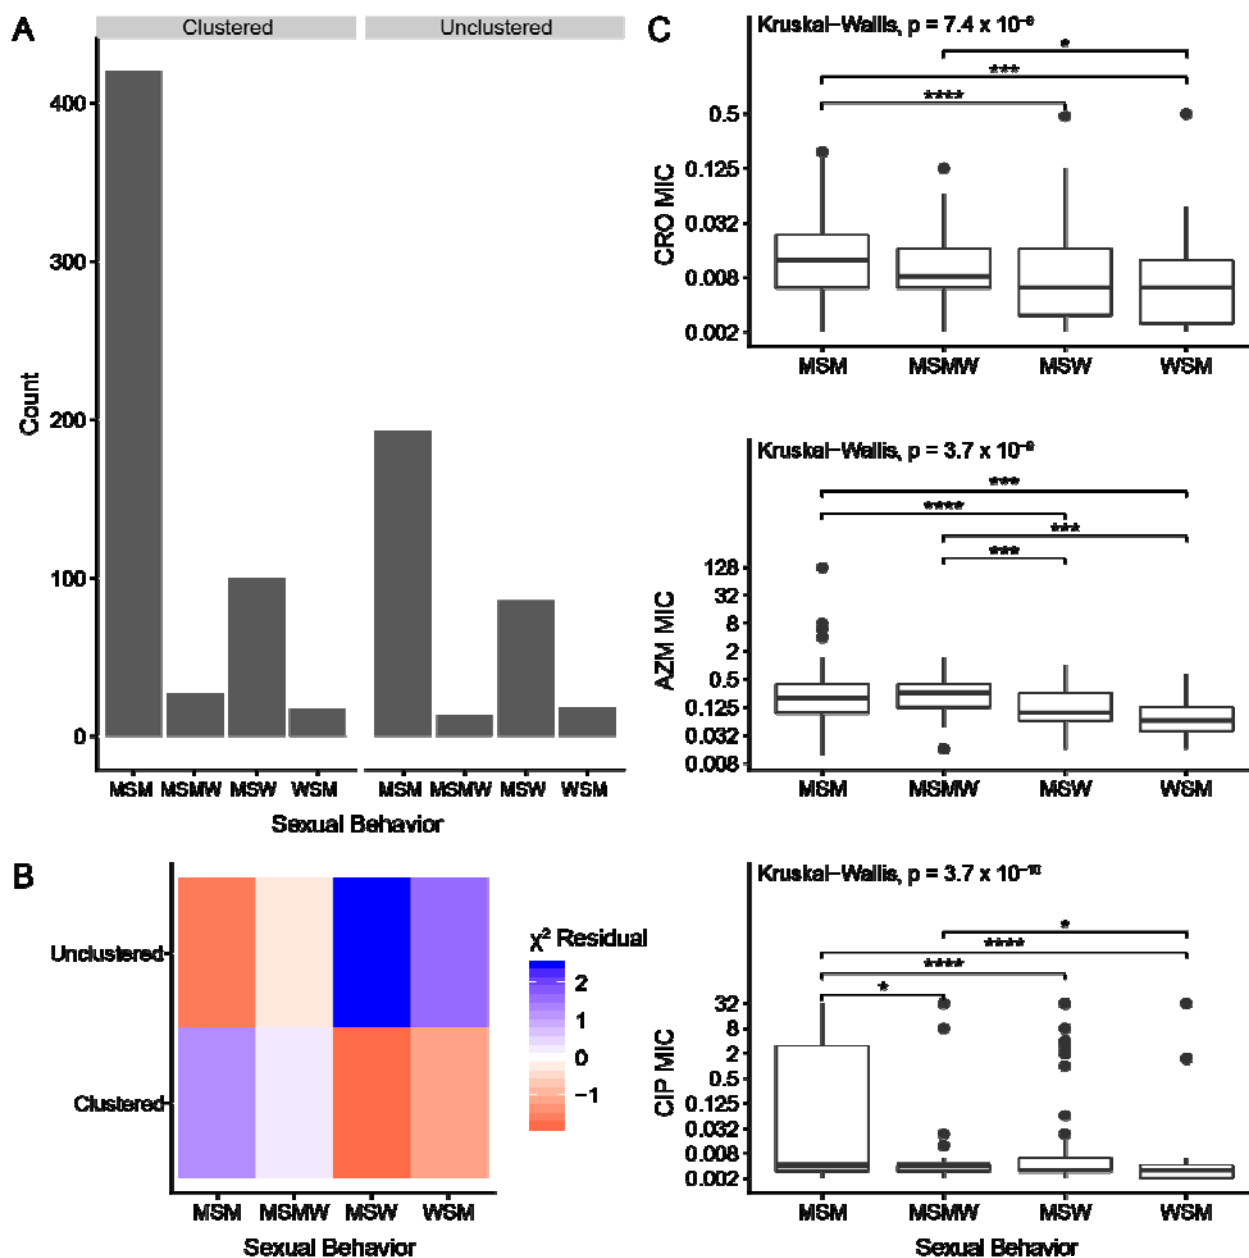 A
Clustered
Unclustered
Count
400
300
200
100
0
MSM MSMW MSW WSM
MSM MSMW MSW WSM
Sexual Behavior
B
Unclustered
Clustered
MSM MSMW MSW WSM
Sexual Behavior
χ² Residual
2
1
0
−1
C
Kruskal−Wallis, p = 7.4 x 10⁻⁸
*
***
****
CRO MIC
0.5
0.125
0.032
0.008
0.002
MSM MSMW MSW WSM
Kruskal−Wallis, p = 3.7 x 10⁻⁹
***
****
***
***
AZM MIC
128
32
8
2
0.5
0.125
0.032
0.008
MSM MSMW MSW WSM
Kruskal−Wallis, p = 3.7 x 10⁻¹⁰
*
****
****
*
CIP MIC
32
8
2
0.5
0.125
0.032
0.008
0.002
MSM MSMW MSW WSM
Sexual Behavior